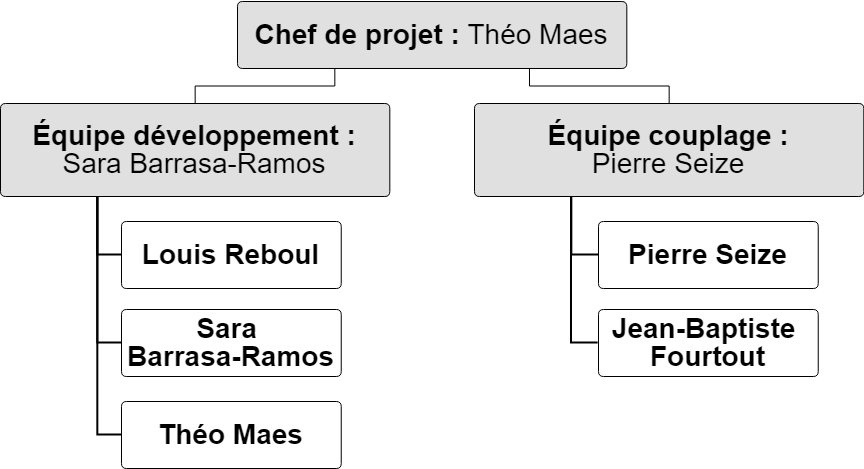 Chef de projet : Théo Maes
Équipe développement :
Sara Barrasa-Ramos
Équipe couplage :
Pierre Seize
Louis Reboul
Sara
Barrasa-Ramos
Théo Maes
Pierre Seize
Jean-Baptiste
Fourtout